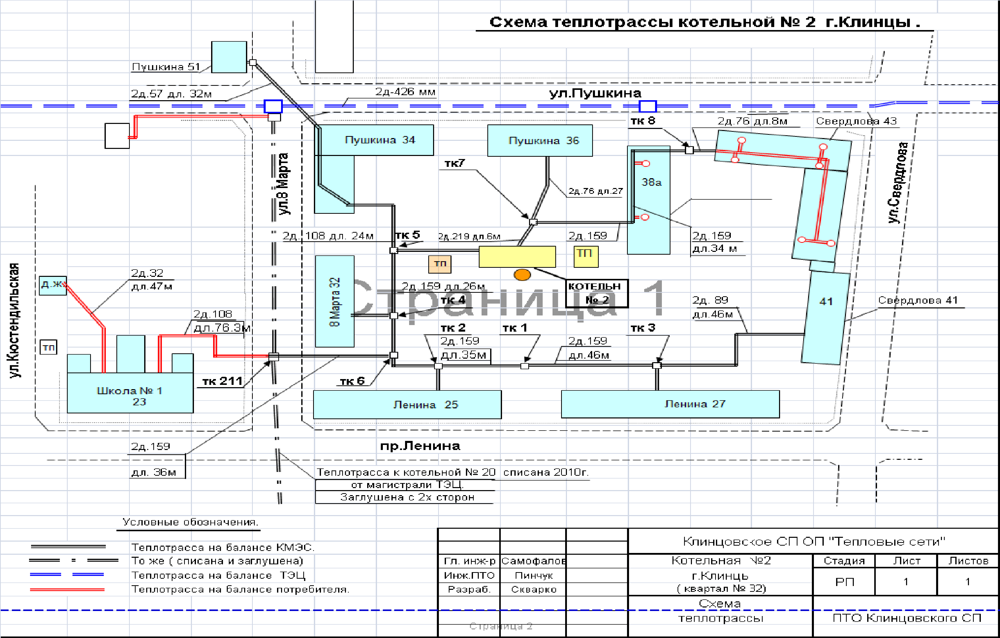 Схема теплотрассы котельной № 2 г.Клинцы .
Пушкина 51
2д.57 дл. 32м
2д-426 мм
ул.Пушкина
тк 8
2д.76 дл.8м
Свердлова 43
Пушкина 34
Пушкина 36
тк7
38а
2д.76 дл.27
ул.8 Марта
ул.Свердлова
2д. 108 дл. 24м
тк 5
2д.219 дл.6м
2д.159
2д.159
дл.34 м
ТП
тп
ул.Кюстендильская
2д.32
дл.47м
д.ж.
8 Марта 32
2д.159 дл.26м
тк 4
КОТЕЛЬН
№ 2
Страница 1
2д. 89
дл.46м
41
Свердлова 41
2д.108
дл.76.3м
тп
тк 2
тк 1
тк 3
2д.159
дл.35м
2д.159
дл.46м
тк 211
тк 6
Школа № 1
23
Ленина 25
Ленина 27
2д.159
дл. 36м
пр.Ленина
Теплотрасса к котельной № 20 списана 2010г.
от магистрали ТЭЦ.
Заглушена с 2х сторон
Условные обозначения.
Теплотрасса на балансе КМЭС.
То же ( списана и заглушена)
Теплотрасса на балансе ТЭЦ
Теплотрасса на балансе потребителя.
Клинцовское СП ОП "Тепловые сети"
Гл. инж-р Самофалов
Инж.ПТО Пинчук
Разраб. Скварко
Котельная №2
г.Клинць
( квартал № 32)
Стадия Лист Листов
РП 1 1
Схема
теплотрассы
ПТО Клинцовского СП
Страница 2